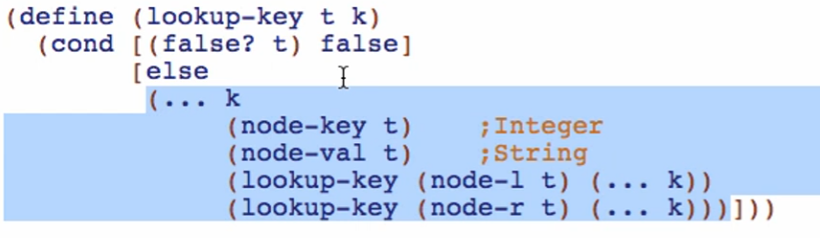 (define (lookup-key t k)
  (cond [(false? t) false]
        [else
         (... k
              (node-key t)    ;Integer
              (node-val t)    ;String
              (lookup-key (node-l t) (... k))
              (lookup-key (node-r t) (... k)))]))